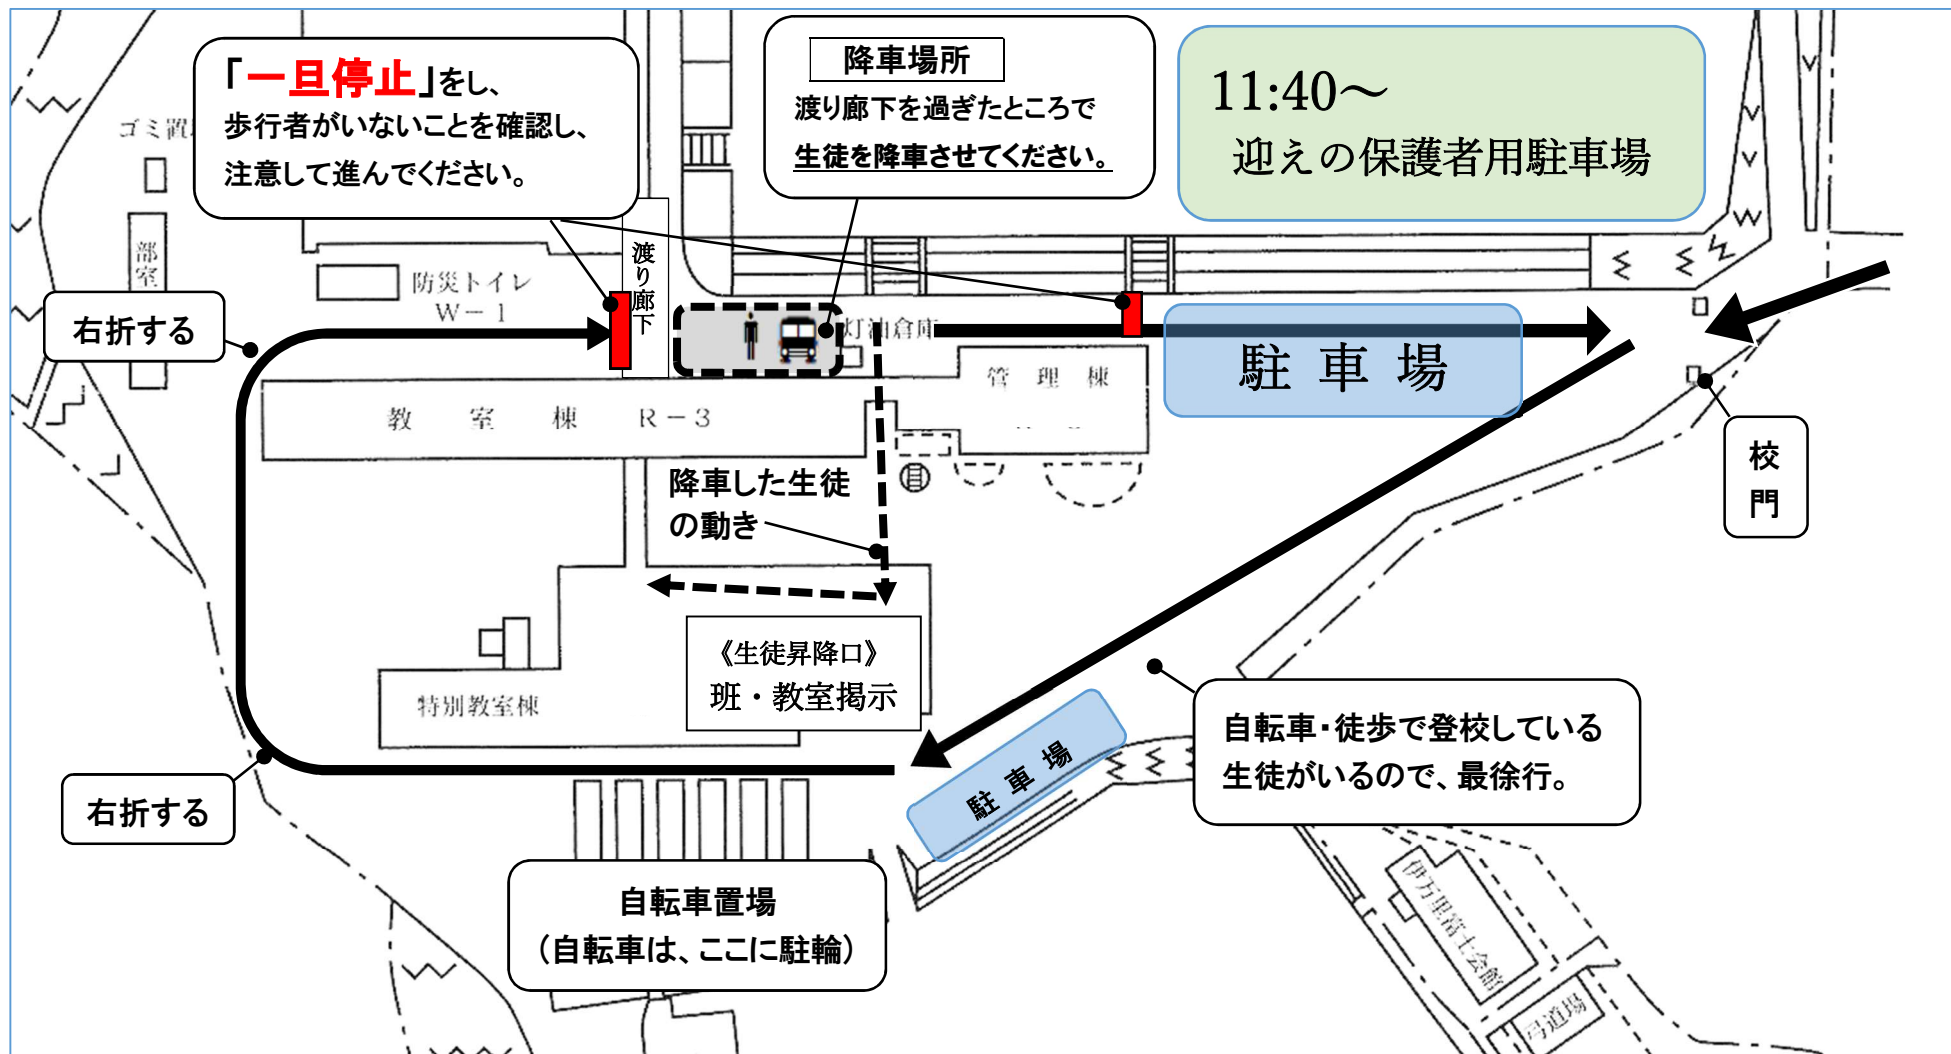 「一旦停止」をし、
歩行者がいないことを確認し、
注意して進んでください。
降車場所
渡り廊下を過ぎたところで
生徒を降車させてください。
11:40～
迎えの保護者用駐車場
ゴミ置
部室
防災トイレ
W－1
渡り廊下
右折する
灯油倉庫
駐車場
管理棟
教室棟 R－3
校門
降車した生徒
の動き
《生徒昇降口》
班・教室掲示
特別教室棟
駐車場
自転車・徒歩で登校している
生徒がいるので、最徐行。
右折する
自転車置場
（自転車は、ここに駐輪）
伊万里富士会館
弓道場